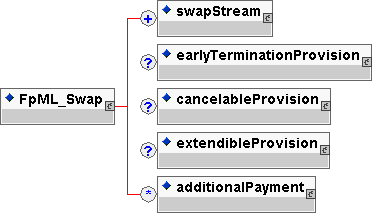 swapStream
earlyTerminationProvision
FpML_Swap
cancelableProvision
extendibleProvision
additionalPayment